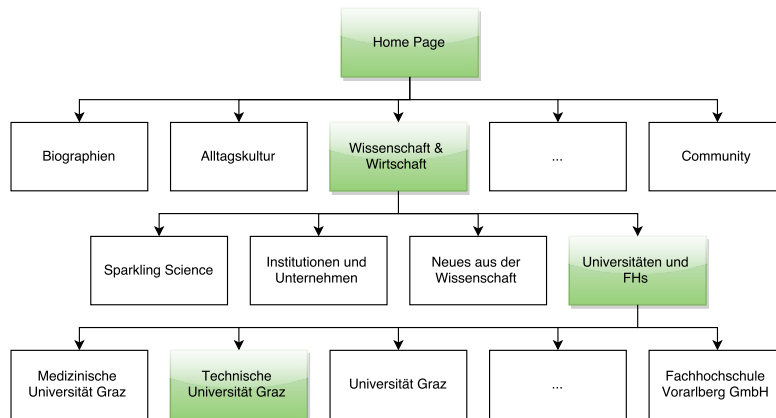 Home Page
Biographien
Alltagskultur
Wissenschaft &
Wirtschaft
...
Community
Sparkling Science
Institutionen und
Unternehmen
Neues aus der
Wissenschaft
Universitäten und
FHs
Medizinische
Universität Graz
Technische
Universität Graz
Universität Graz
...
Fachhochschule
Vorarlberg GmbH